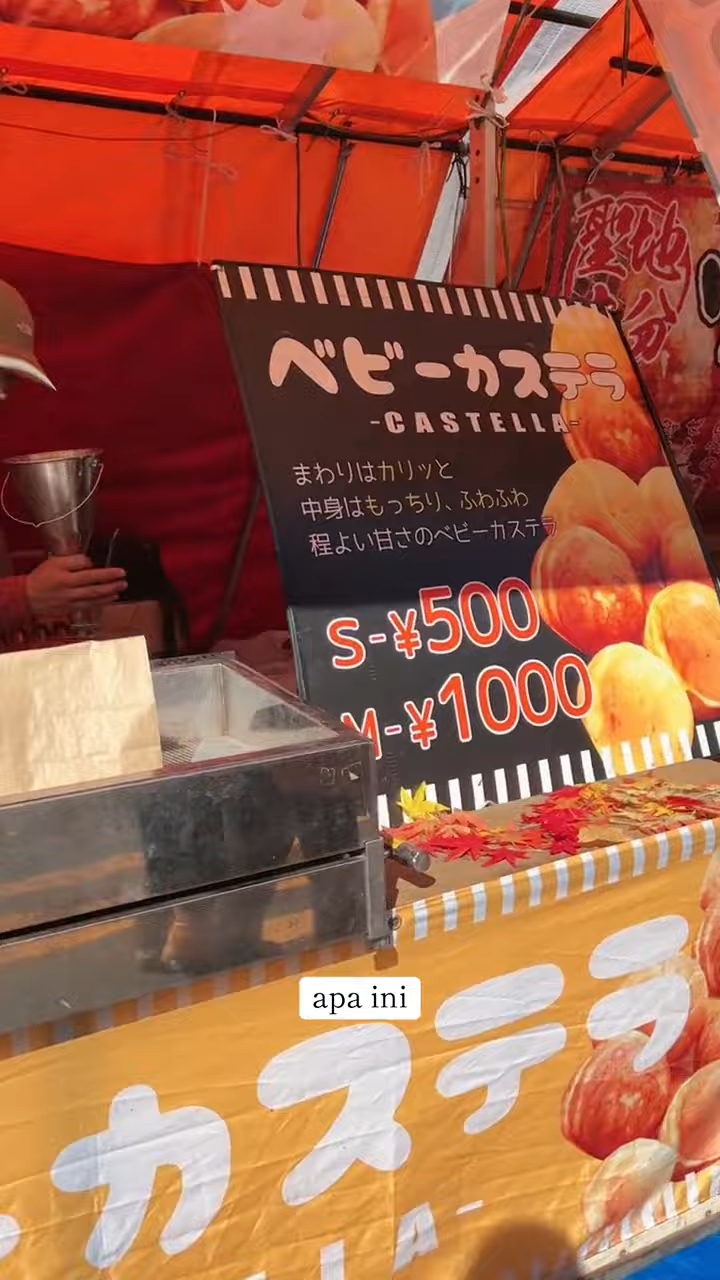 聖地
ベビーカステラ
-CASTELLA-
まわりはカリッと
中身はもっちり、ふわふわ
程よい甘さのベビーカステラ
S-¥500
M-¥1000
apa ini
カステラ